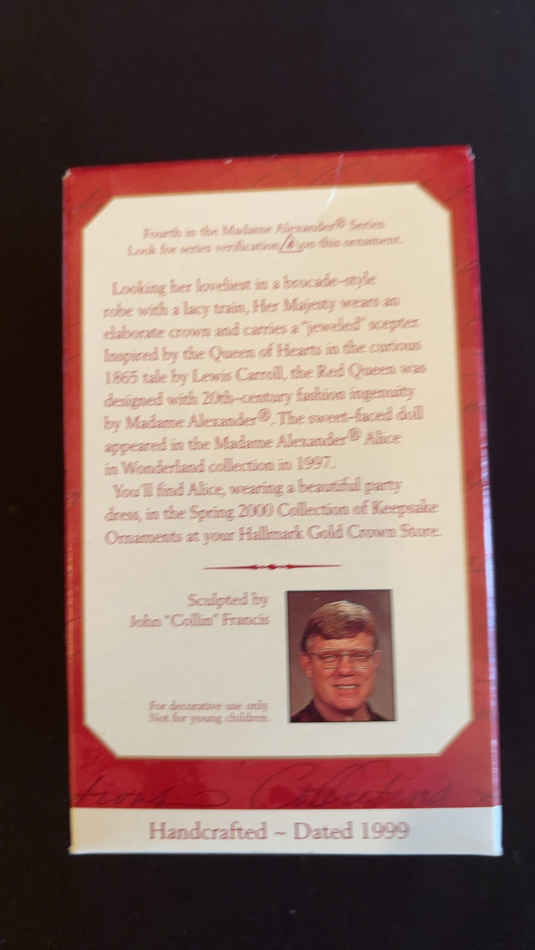 Fourth in the Madame Alexander® Series
Look for series verification 4 on this ornament.
Looking her loveliest in a brocade-style
robe with a lacy train, Her Majesty wears an
elaborate crown and carries a "jeweled" scepter.
Inspired by the Queen of Hearts in the curious
1865 tale by Lewis Carroll, the Red Queen was
designed with 20th-century fashion ingenuity
by Madame Alexander®. The sweet-faced doll
appeared in the Madame Alexander® Alice
in Wonderland collection in 1997.
You'll find Alice, wearing a beautiful party
dress, in the Spring 2000 Collection of Keepsake
Ornaments at your Hallmark Gold Crown Store.
Sculpted by
John "Collin" Francis
For decorative use only.
Not for young children.
Handcrafted ~ Dated 1999